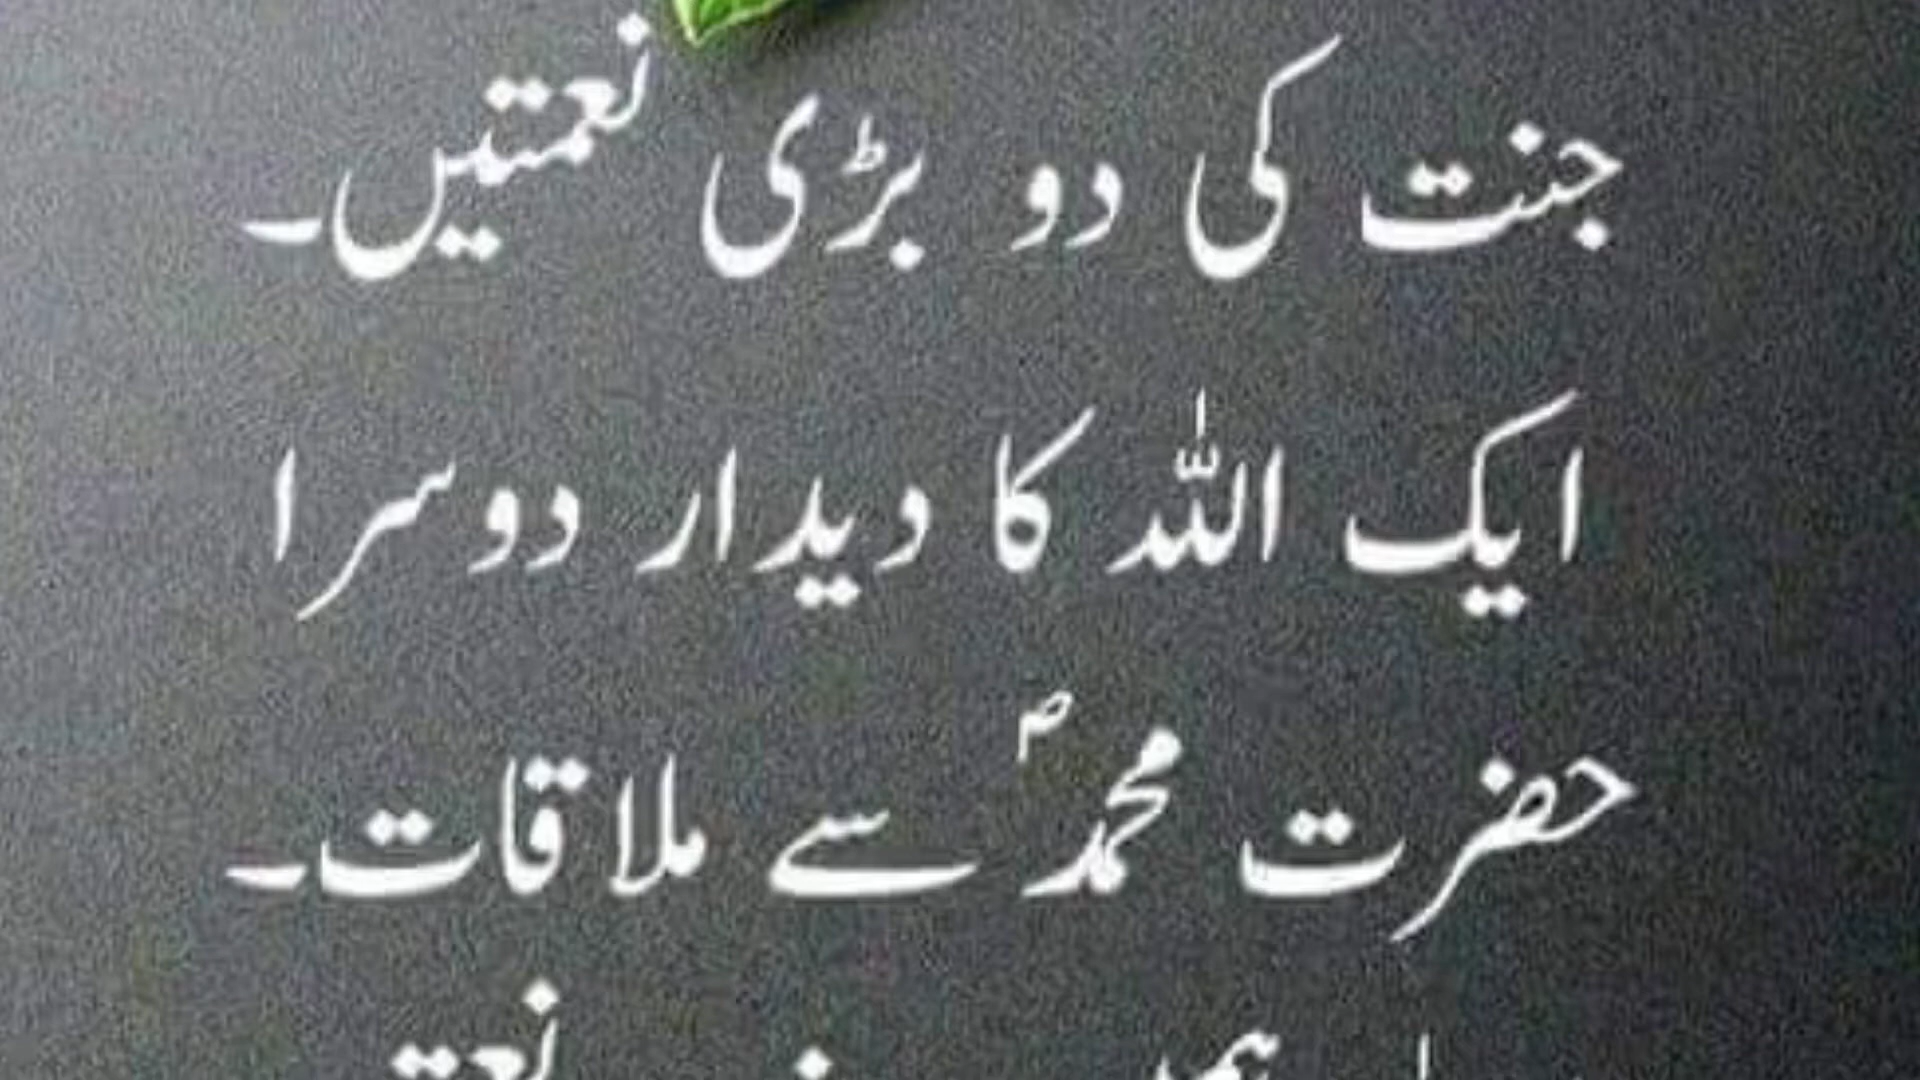 جنت کی دو بڑی نعمتیں۔
ایک اللہ کا دیدار دوسرا
حضرت محمدؐ سے ملاقات۔